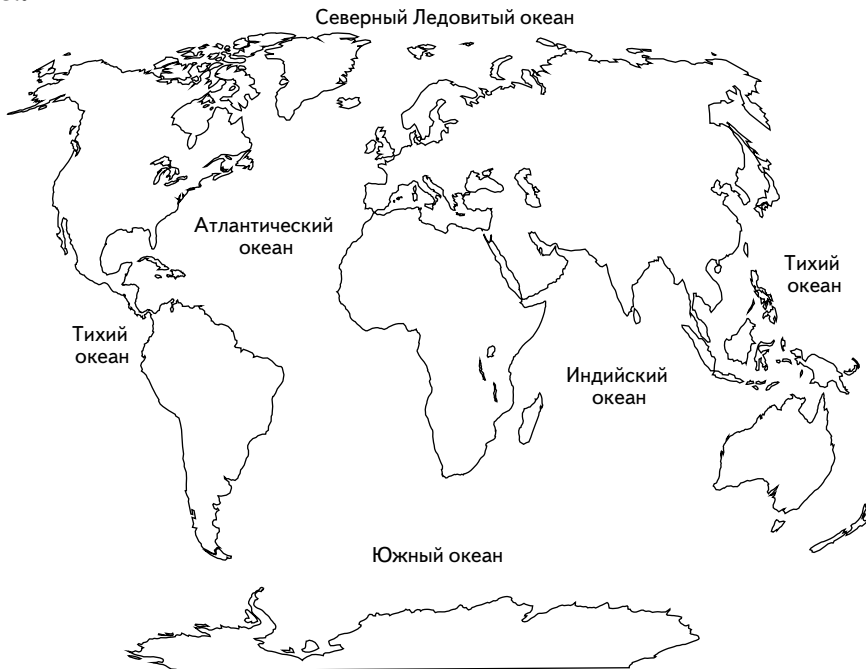 Северный Ледовитый океан
Атлантический
океан
Тихий
океан
Тихий
океан
Индийский
океан
Южный океан